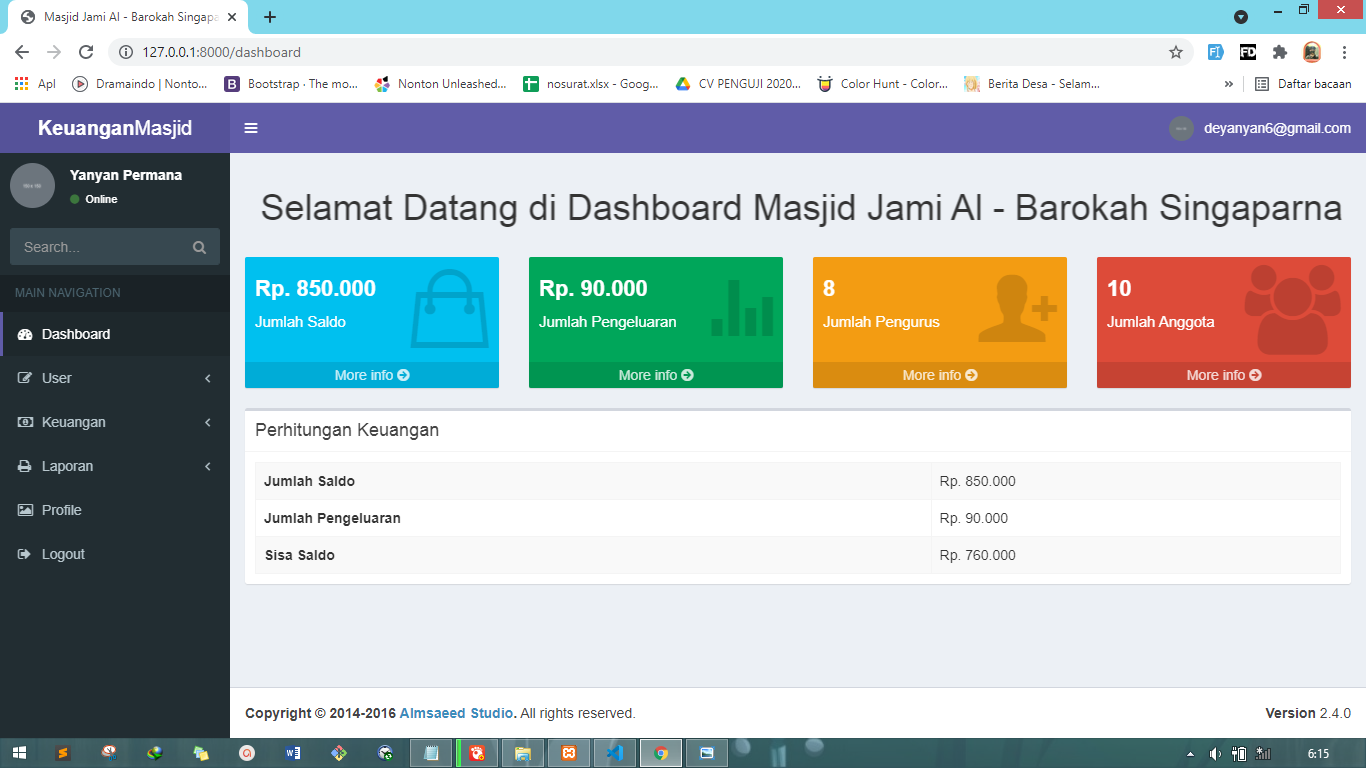 Masjid Jami Al - Barokah Singapa
127.0.0.1:8000/dashboard
Apl
Dramaindo | Nonto...
Bootstrap · The mo...
Nonton Unleashed...
nosurat.xlsx - Goog...
CV PENGUJI 2020...
Color Hunt - Color...
Berita Desa - Selam...
»
Daftar bacaan
KeuanganMasjid
deyanyan6@gmail.com
Yanyan Permana
Online
Search...
MAIN NAVIGATION
Dashboard
User
Keuangan
Laporan
Profile
Logout
Selamat Datang di Dashboard Masjid Jami Al - Barokah Singaparna
Rp. 850.000
Jumlah Saldo
More info
Rp. 90.000
Jumlah Pengeluaran
More info
8
Jumlah Pengurus
More info
10
Jumlah Anggota
More info
Perhitungan Keuangan
Jumlah Saldo Rp. 850.000
Jumlah Pengeluaran Rp. 90.000
Sisa Saldo Rp. 760.000
Copyright © 2014-2016 Almsaeed Studio. All rights reserved.
Version 2.4.0
6:15